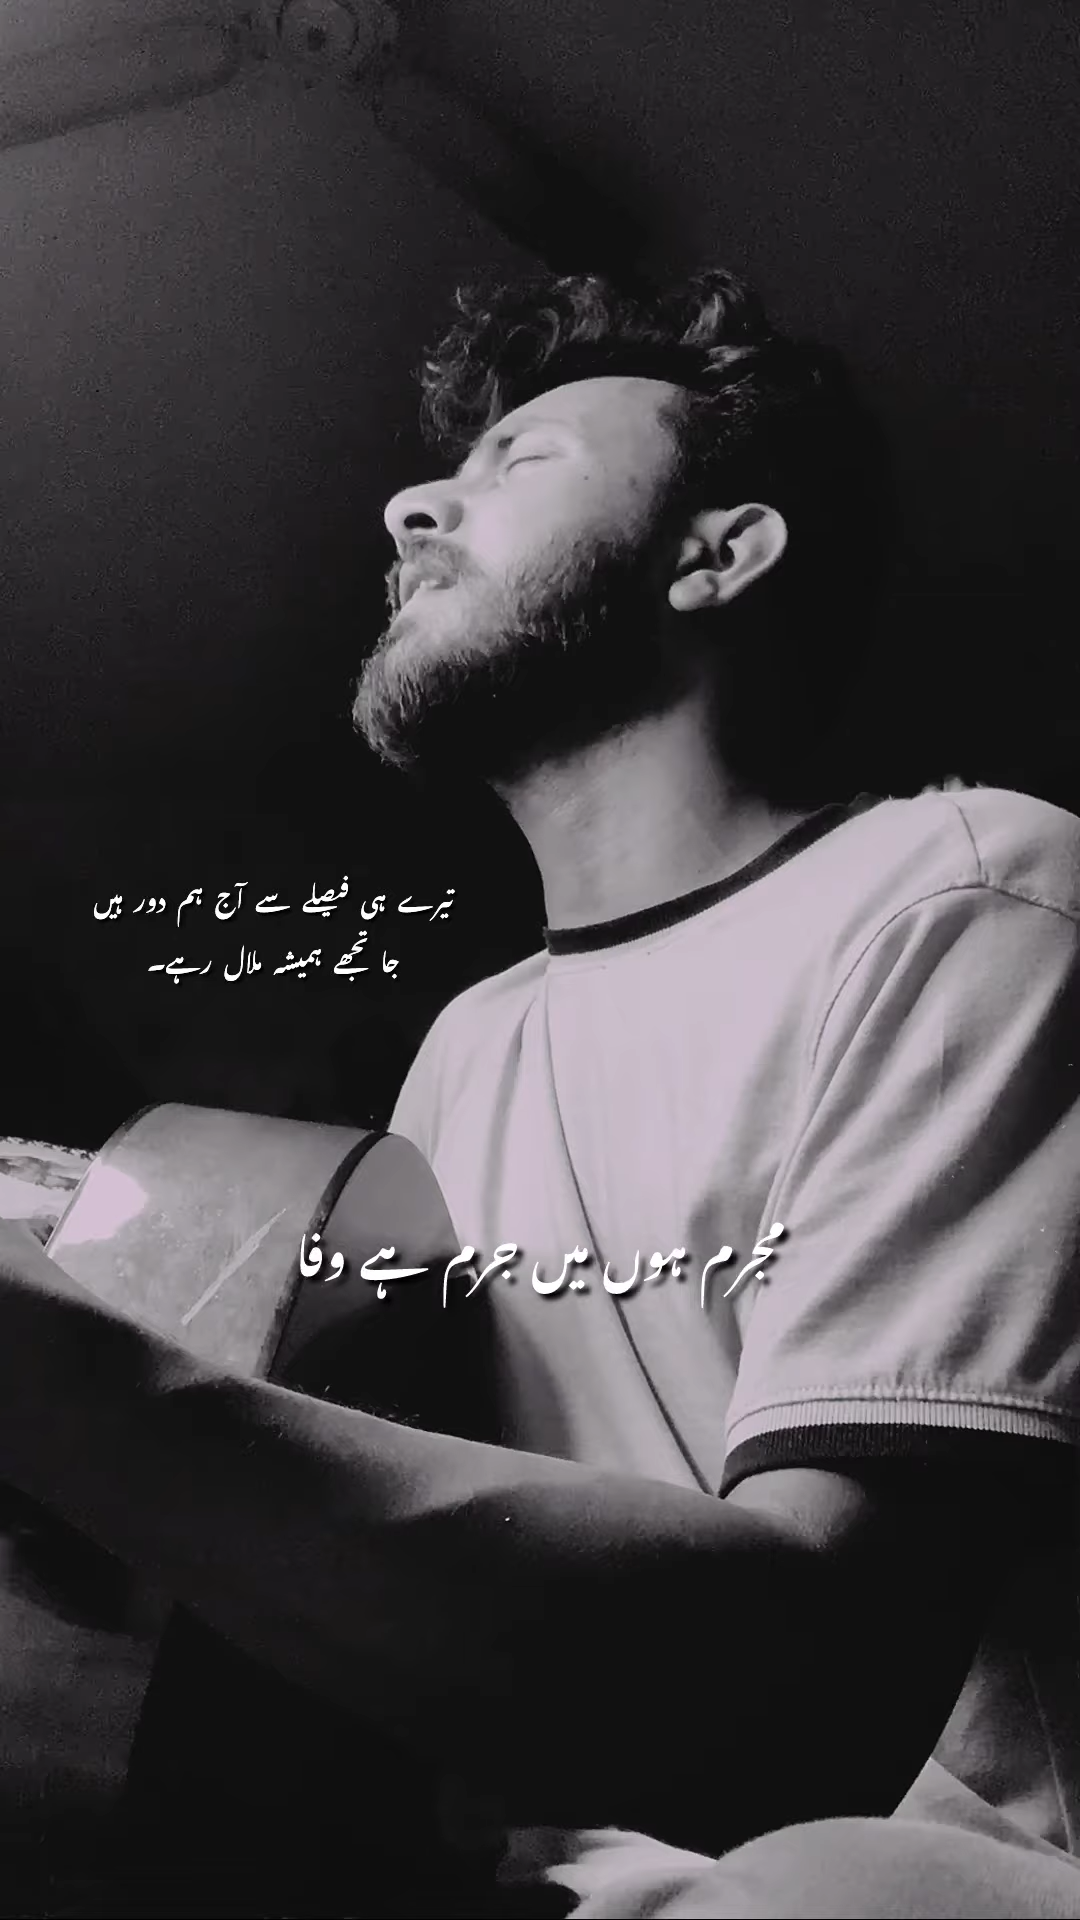 تیرے ہی فیصلے سے آج ہم دور ہیں
جا تجھے ہمیشہ ملال رہے۔
مجرم ہوں میں جرم ہے وفا